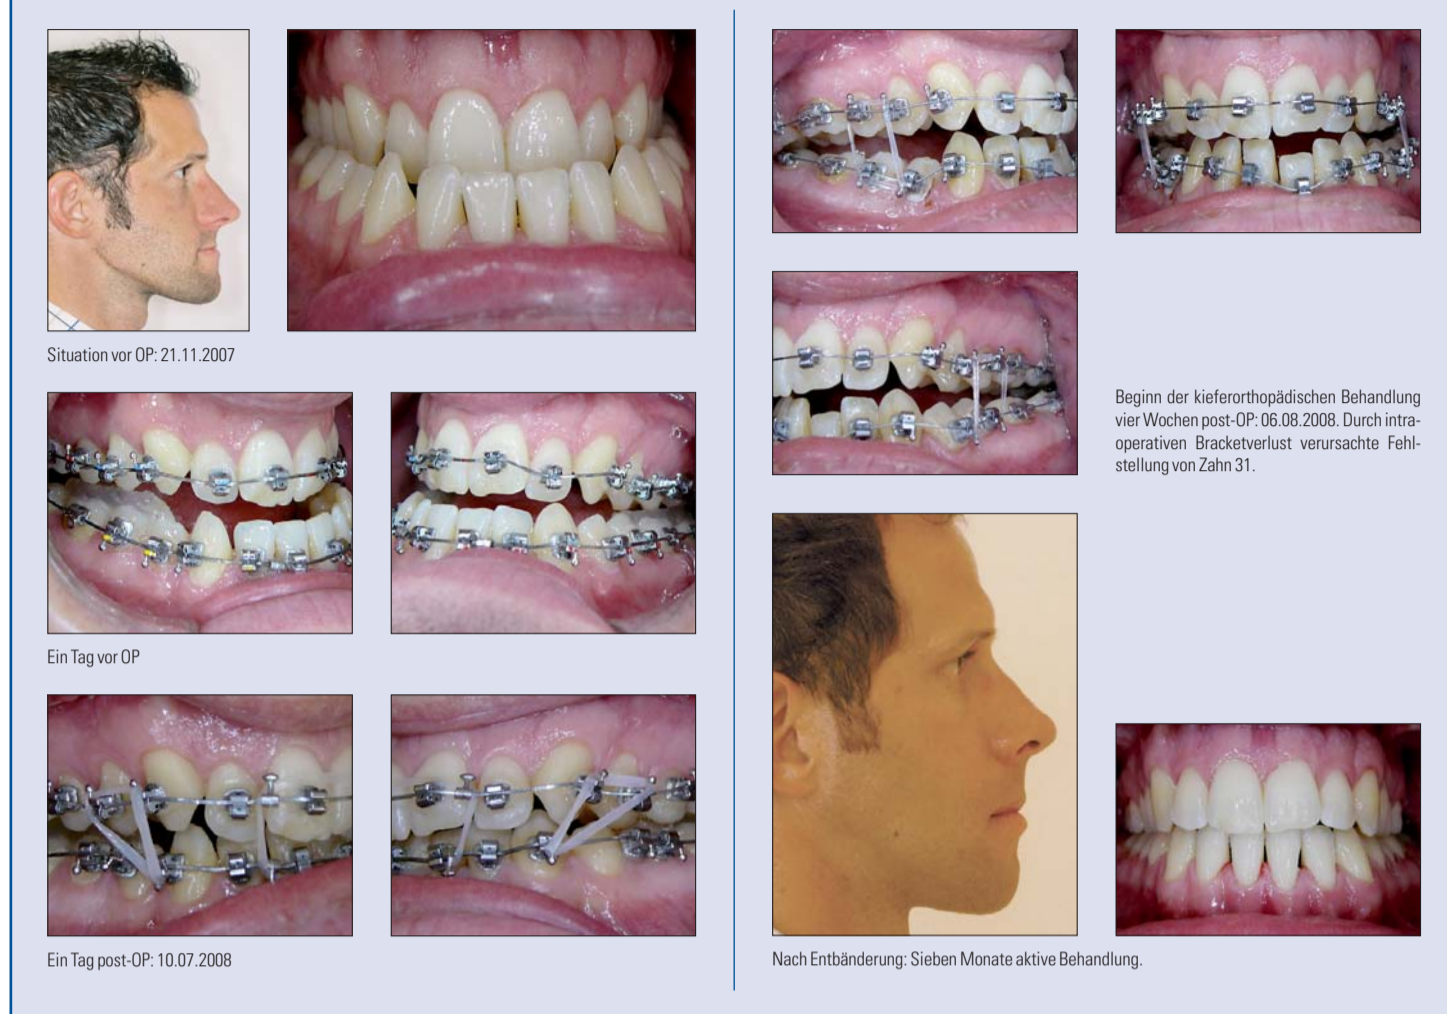 Situation vor OP: 21.11.2007
Ein Tag vor OP
Ein Tag post-OP: 10.07.2008
Beginn der kieferorthopädischen Behandlung
vier Wochen post-OP: 06.08.2008. Durch intra-
operativen Bracketverlust verursachte Fehl-
stellung von Zahn 31.
Nach Entbänderung: Sieben Monate aktive Behandlung.